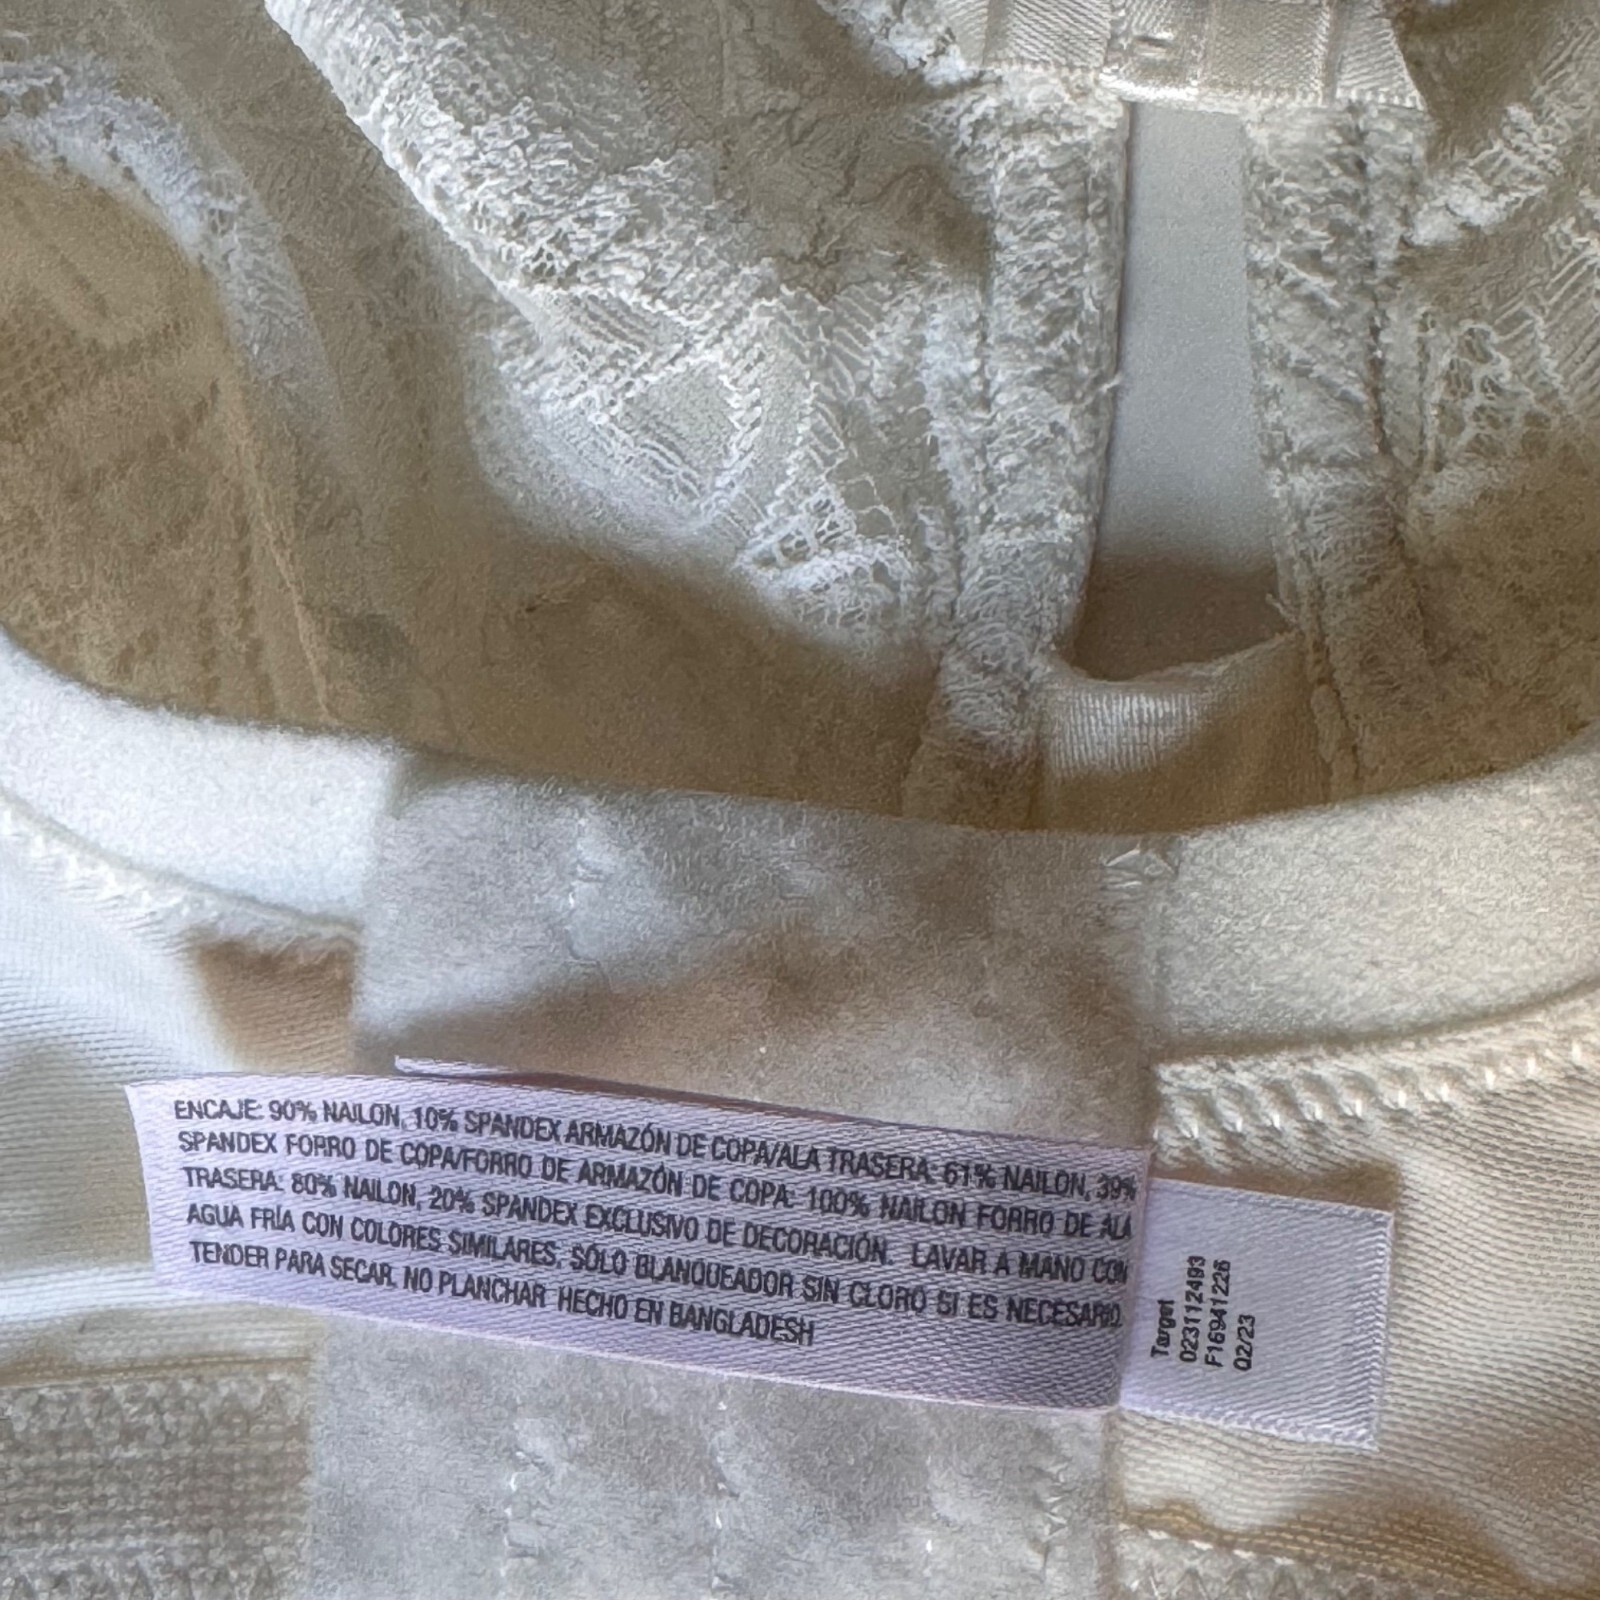 ENCAJE: 90% NAILON, 10% SPANDEX ARMAZÓN DE COPA/ALA TRASERA: 61% NAILON, 39%
SPANDEX FORRO DE COPA/FORRO DE ARMAZÓN DE COPA: 100% NAILON FORRO DE ALA
TRASERA: 80% NAILON, 20% SPANDEX EXCLUSIVO DE DECORACIÓN. LAVAR A MANO CON
AGUA FRÍA CON COLORES SIMILARES. SÓLO BLANQUEADOR SIN CLORO SI ES NECESARIO.
TENDER PARA SECAR. NO PLANCHAR HECHO EN BANGLADESH
Target
023112493
F16941226
02/23